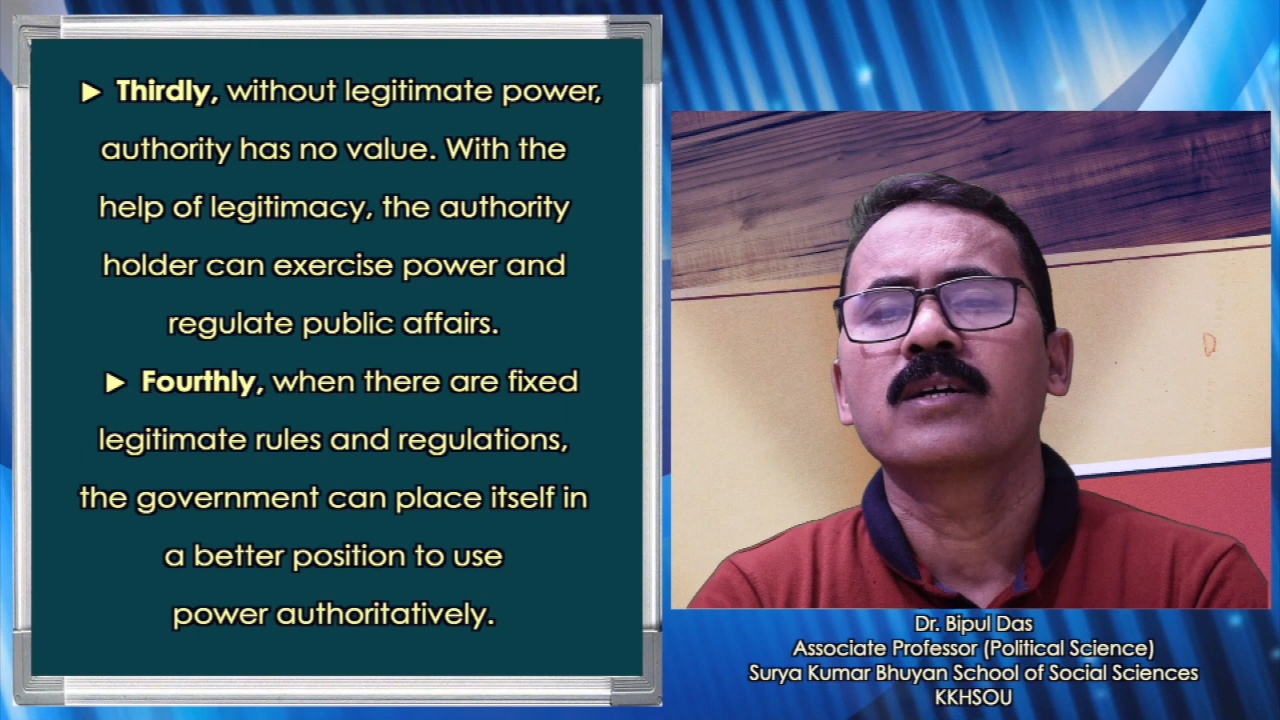 ► Thirdly, without legitimate power,
authority has no value. With the
help of legitimacy, the authority
holder can exercise power and
regulate public affairs.
► Fourthly, when there are fixed
legitimate rules and regulations,
the government can place itself in
a better position to use
power authoritatively.
Dr. Bipul Das
Associate Professor (Political Science)
Surya Kumar Bhuyan School of Social Sciences
KKHSOU